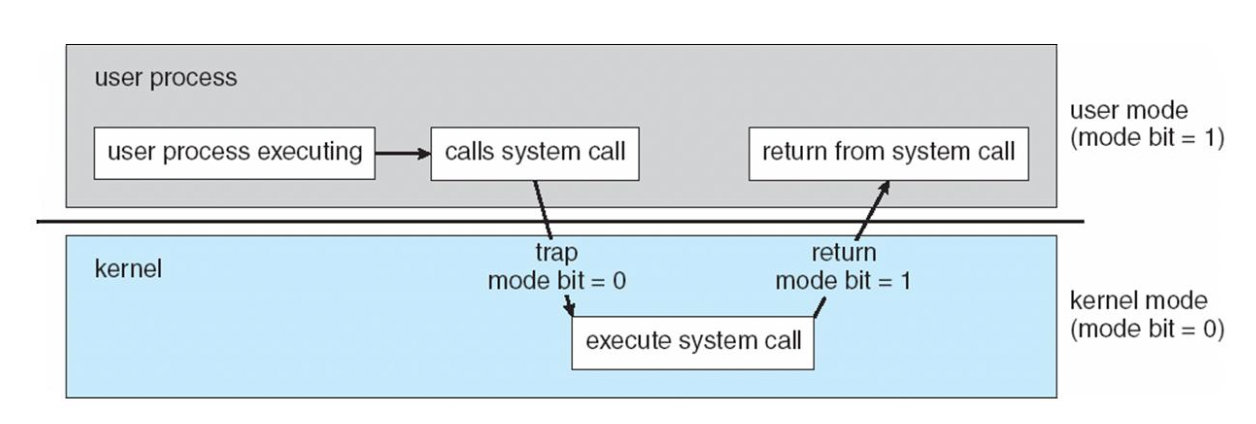 user process
user process executing
calls system call
return from system call
user mode
(mode bit = 1)
kernel
trap
mode bit = 0
return
mode bit = 1
execute system call
kernel mode
(mode bit = 0)